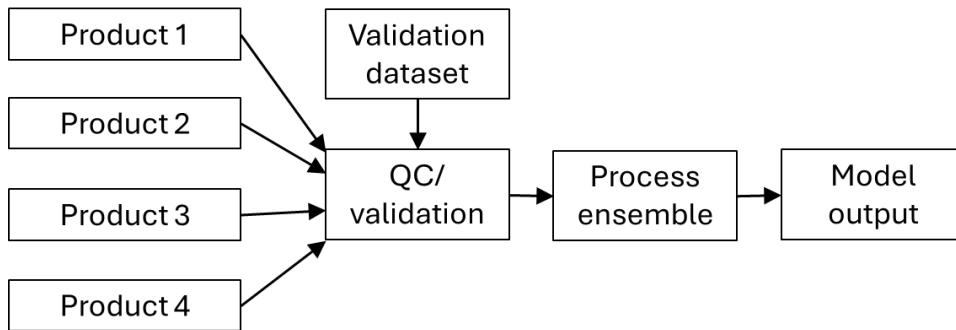 Product 1
Product 2
Product 3
Product 4
Validation
dataset
QC/
validation
Process
ensemble
Model
output